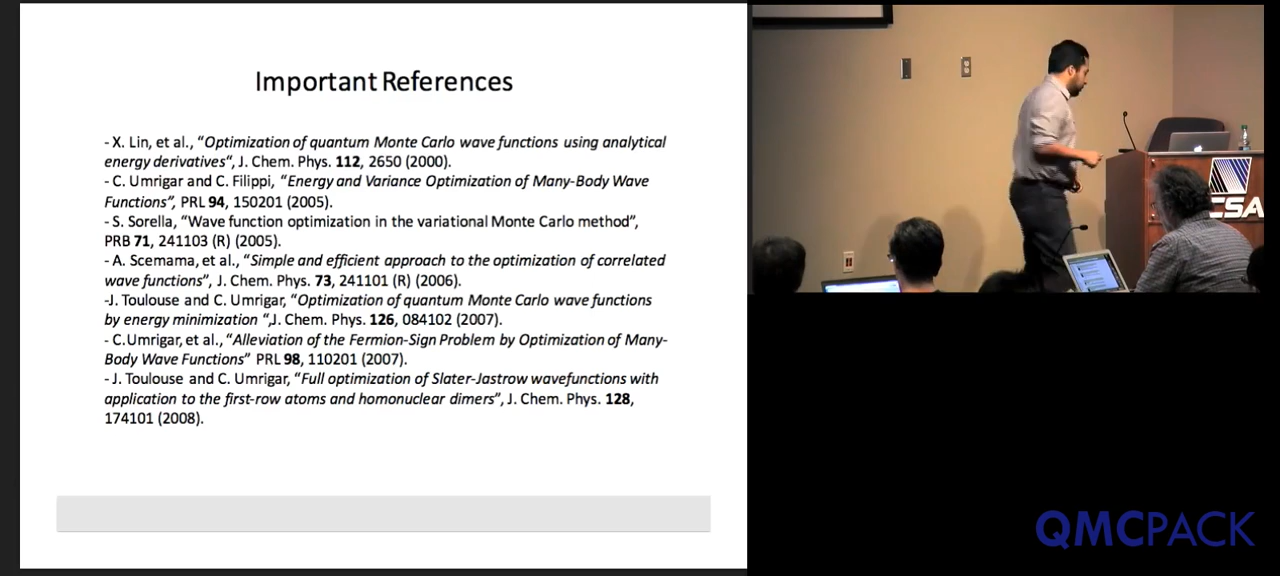 Important References
- X. Lin, et al., “Optimization of quantum Monte Carlo wave functions using analytical
energy derivatives“, J. Chem. Phys. 112, 2650 (2000).
- C. Umrigar and C. Filippi, “Energy and Variance Optimization of Many-Body Wave
Functions”, PRL 94, 150201 (2005).
- S. Sorella, “Wave function optimization in the variational Monte Carlo method”,
PRB 71, 241103 (R) (2005).
- A. Scemama, et al., “Simple and efficient approach to the optimization of correlated
wave functions”, J. Chem. Phys. 73, 241101 (R) (2006).
-J. Toulouse and C. Umrigar, “Optimization of quantum Monte Carlo wave functions
by energy minimization “,J. Chem. Phys. 126, 084102 (2007).
- C.Umrigar, et al., “Alleviation of the Fermion-Sign Problem by Optimization of Many-
Body Wave Functions” PRL 98, 110201 (2007).
- J. Toulouse and C. Umrigar, “Full optimization of Slater-Jastrow wavefunctions with
application to the first-row atoms and homonuclear dimers”, J. Chem. Phys. 128,
174101 (2008).
CSA
QMCPACK